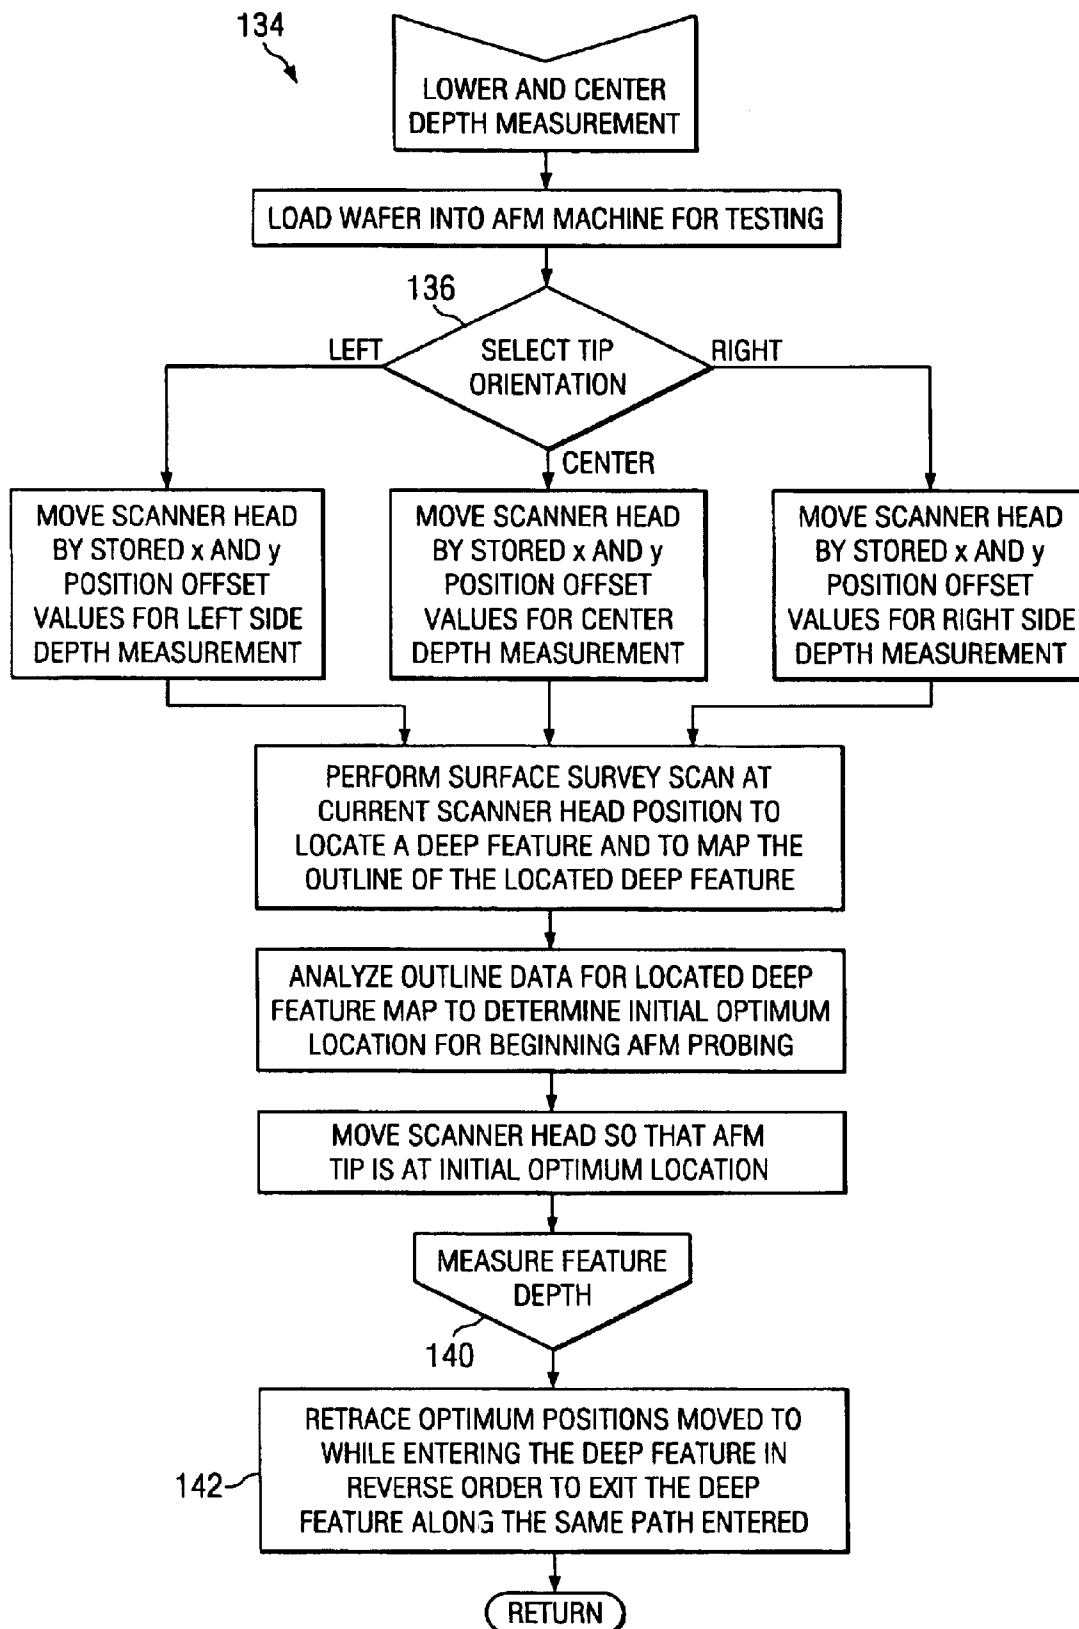 134
LOWER AND CENTER
DEPTH MEASUREMENT
LOAD WAFER INTO AFM MACHINE FOR TESTING
136
LEFT
SELECT TIP
ORIENTATION
RIGHT
CENTER
MOVE SCANNER HEAD
BY STORED x AND y
POSITION OFFSET
VALUES FOR LEFT SIDE
DEPTH MEASUREMENT
MOVE SCANNER HEAD
BY STORED x AND y
POSITION OFFSET
VALUES FOR CENTER
DEPTH MEASUREMENT
MOVE SCANNER HEAD
BY STORED x AND y
POSITION OFFSET
VALUES FOR RIGHT SIDE
DEPTH MEASUREMENT
PERFORM SURFACE SURVEY SCAN AT
CURRENT SCANNER HEAD POSITION TO
LOCATE A DEEP FEATURE AND TO MAP THE
OUTLINE OF THE LOCATED DEEP FEATURE
ANALYZE OUTLINE DATA FOR LOCATED DEEP
FEATURE MAP TO DETERMINE INITIAL OPTIMUM
LOCATION FOR BEGINNING AFM PROBING
MOVE SCANNER HEAD SO THAT AFM
TIP IS AT INITIAL OPTIMUM LOCATION
MEASURE FEATURE
DEPTH
140
RETRACE OPTIMUM POSITIONS MOVED TO
WHILE ENTERING THE DEEP FEATURE IN
REVERSE ORDER TO EXIT THE DEEP
FEATURE ALONG THE SAME PATH ENTERED
142
RETURN